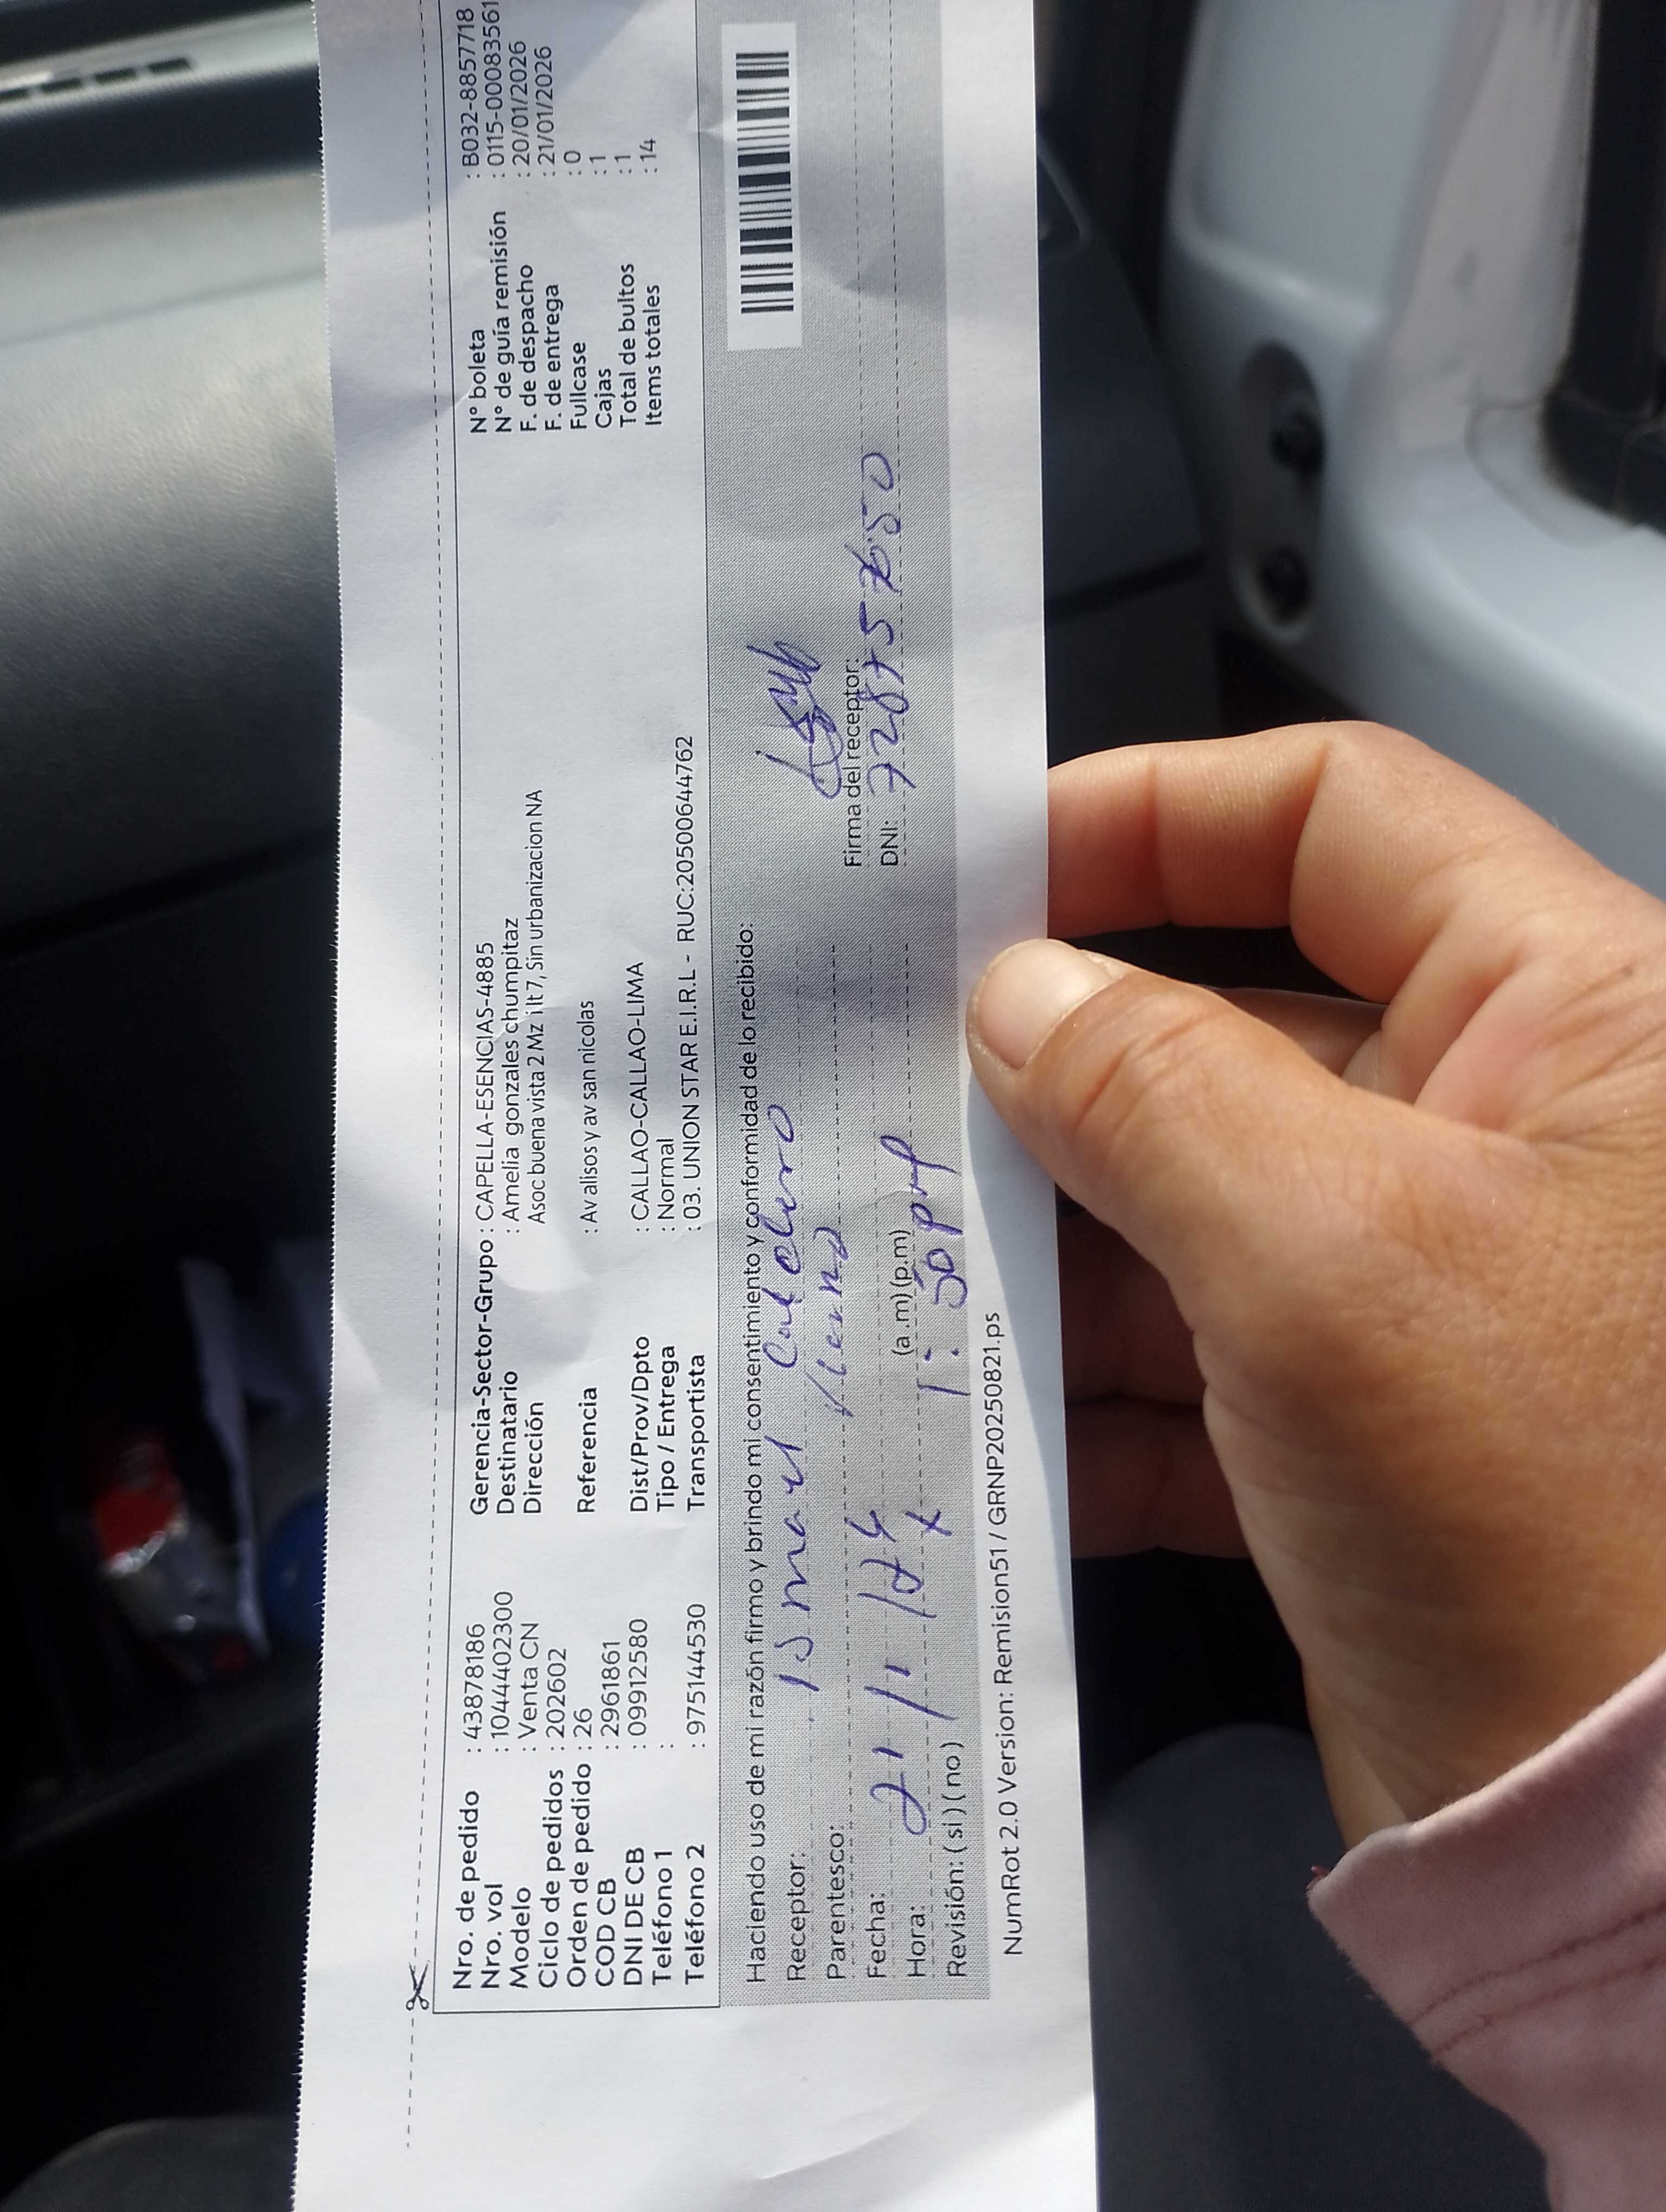 Nro. de pedido : 43878186
Nro. vol : 10444402300
Modelo : Venta CN
Ciclo de pedidos : 202602
Orden de pedido : 26
COD CB : 2961861
DNI DE CB : 09912580
Teléfono 1 :
Teléfono 2 : 975144530
Gerencia-Sector-Grupo : CAPELLA-ESENCIAS-4885
Destinatario : Amelia gonzales chumpitaz
Dirección Asoc buena vista 2 Mz i lt 7, Sin urbanizacion NA
Referencia : Av alisos y av san nicolas
Dist/Prov/Dpto : CALLAO-CALLAO-LIMA
Tipo / Entrega : Normal
Transportista : 03. UNION STAR E.I.R.L - RUC:20500644762
N° boleta : B032-8857718
N° de guía remisión : 0115-00083561
F. de despacho : 20/01/2026
F. de entrega : 21/01/2026
Fullcase : 0
Cajas : 1
Total de bultos : 1
Items totales : 14
Haciendo uso de mi razón firmo y brindo mi consentimiento y conformidad de lo recibido:
Receptor: Ismael
Parentesco:
Fecha: 21/1/
Hora: (a.m) (p.m)
Revisión: ( si ) ( no ) 1:50 pm
Firma del receptor:
DNI:
NumRot 2.0 Version: Remision51 / GRNP20250821.ps